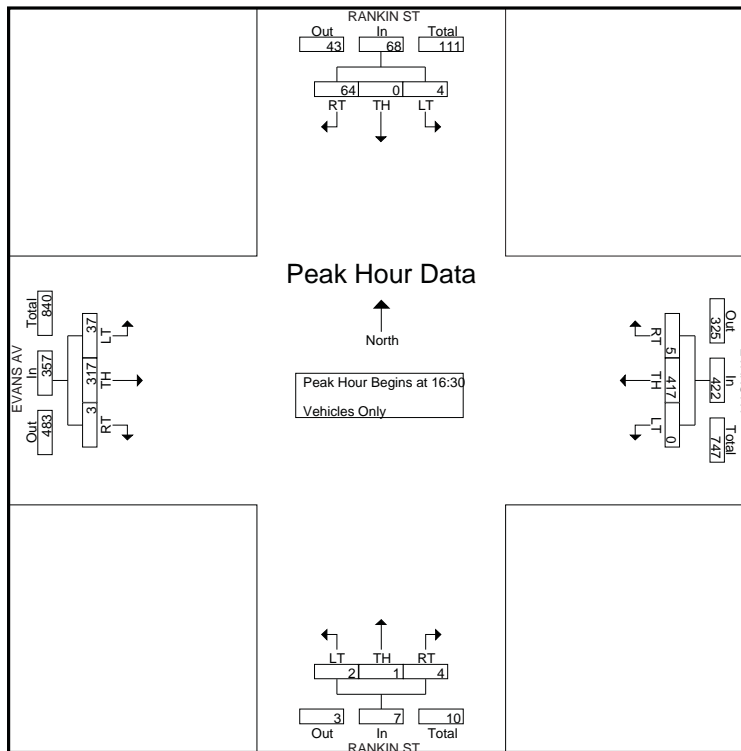 RANKIN ST
Out In Total
43 68 111
64 0 4
RT TH LT
Peak Hour Data
North
Peak Hour Begins at 16:30
Vehicles Only
EVANS AV
Total In Out
840 357 483
37 317 3
LT TH RT
Out In Total
325 422 747
5 417 0
RT TH LT
LT TH RT
2 1 4
3 7 10
Out In Total
RANKIN ST